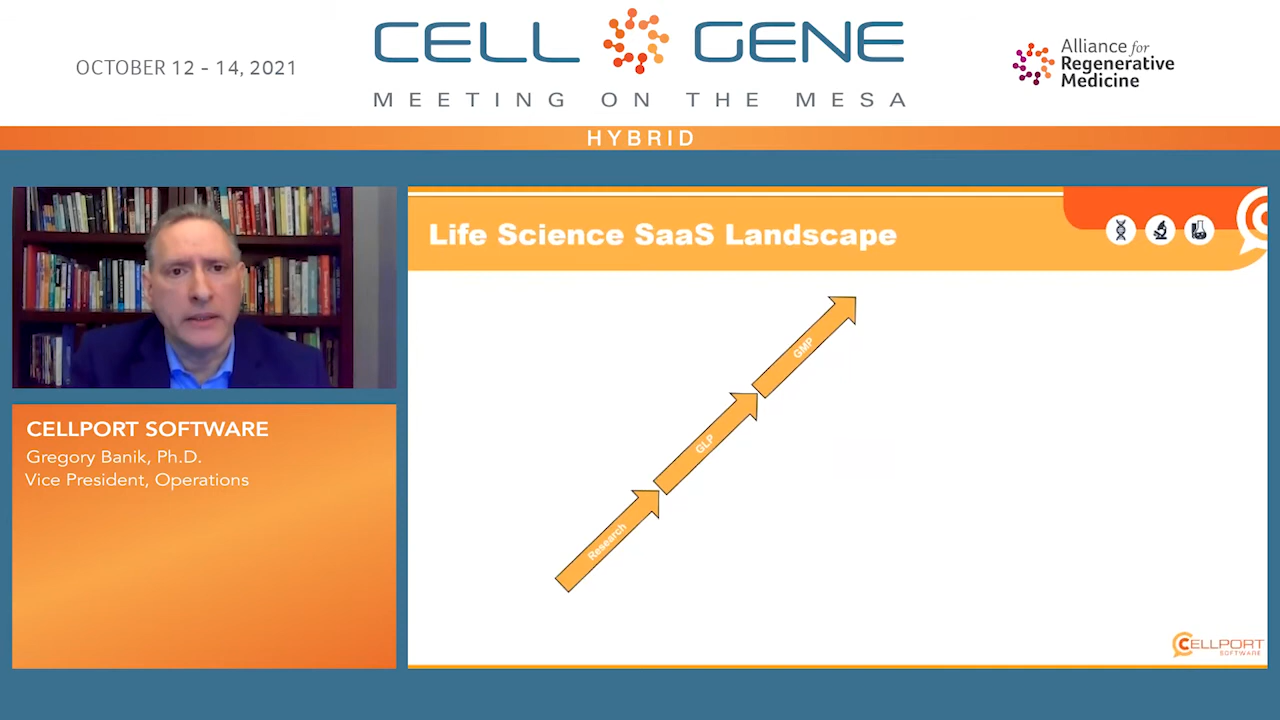 OCTOBER 12 - 14, 2021
CELL GENE
MEETING ON THE MESA
Alliance for
Regenerative
Medicine
HYBRID
CELLPORT SOFTWARE
Gregory Banik, Ph.D.
Vice President, Operations
Life Science SaaS Landscape
GMP
GLP
Research
CELLPORT
SOFTWARE